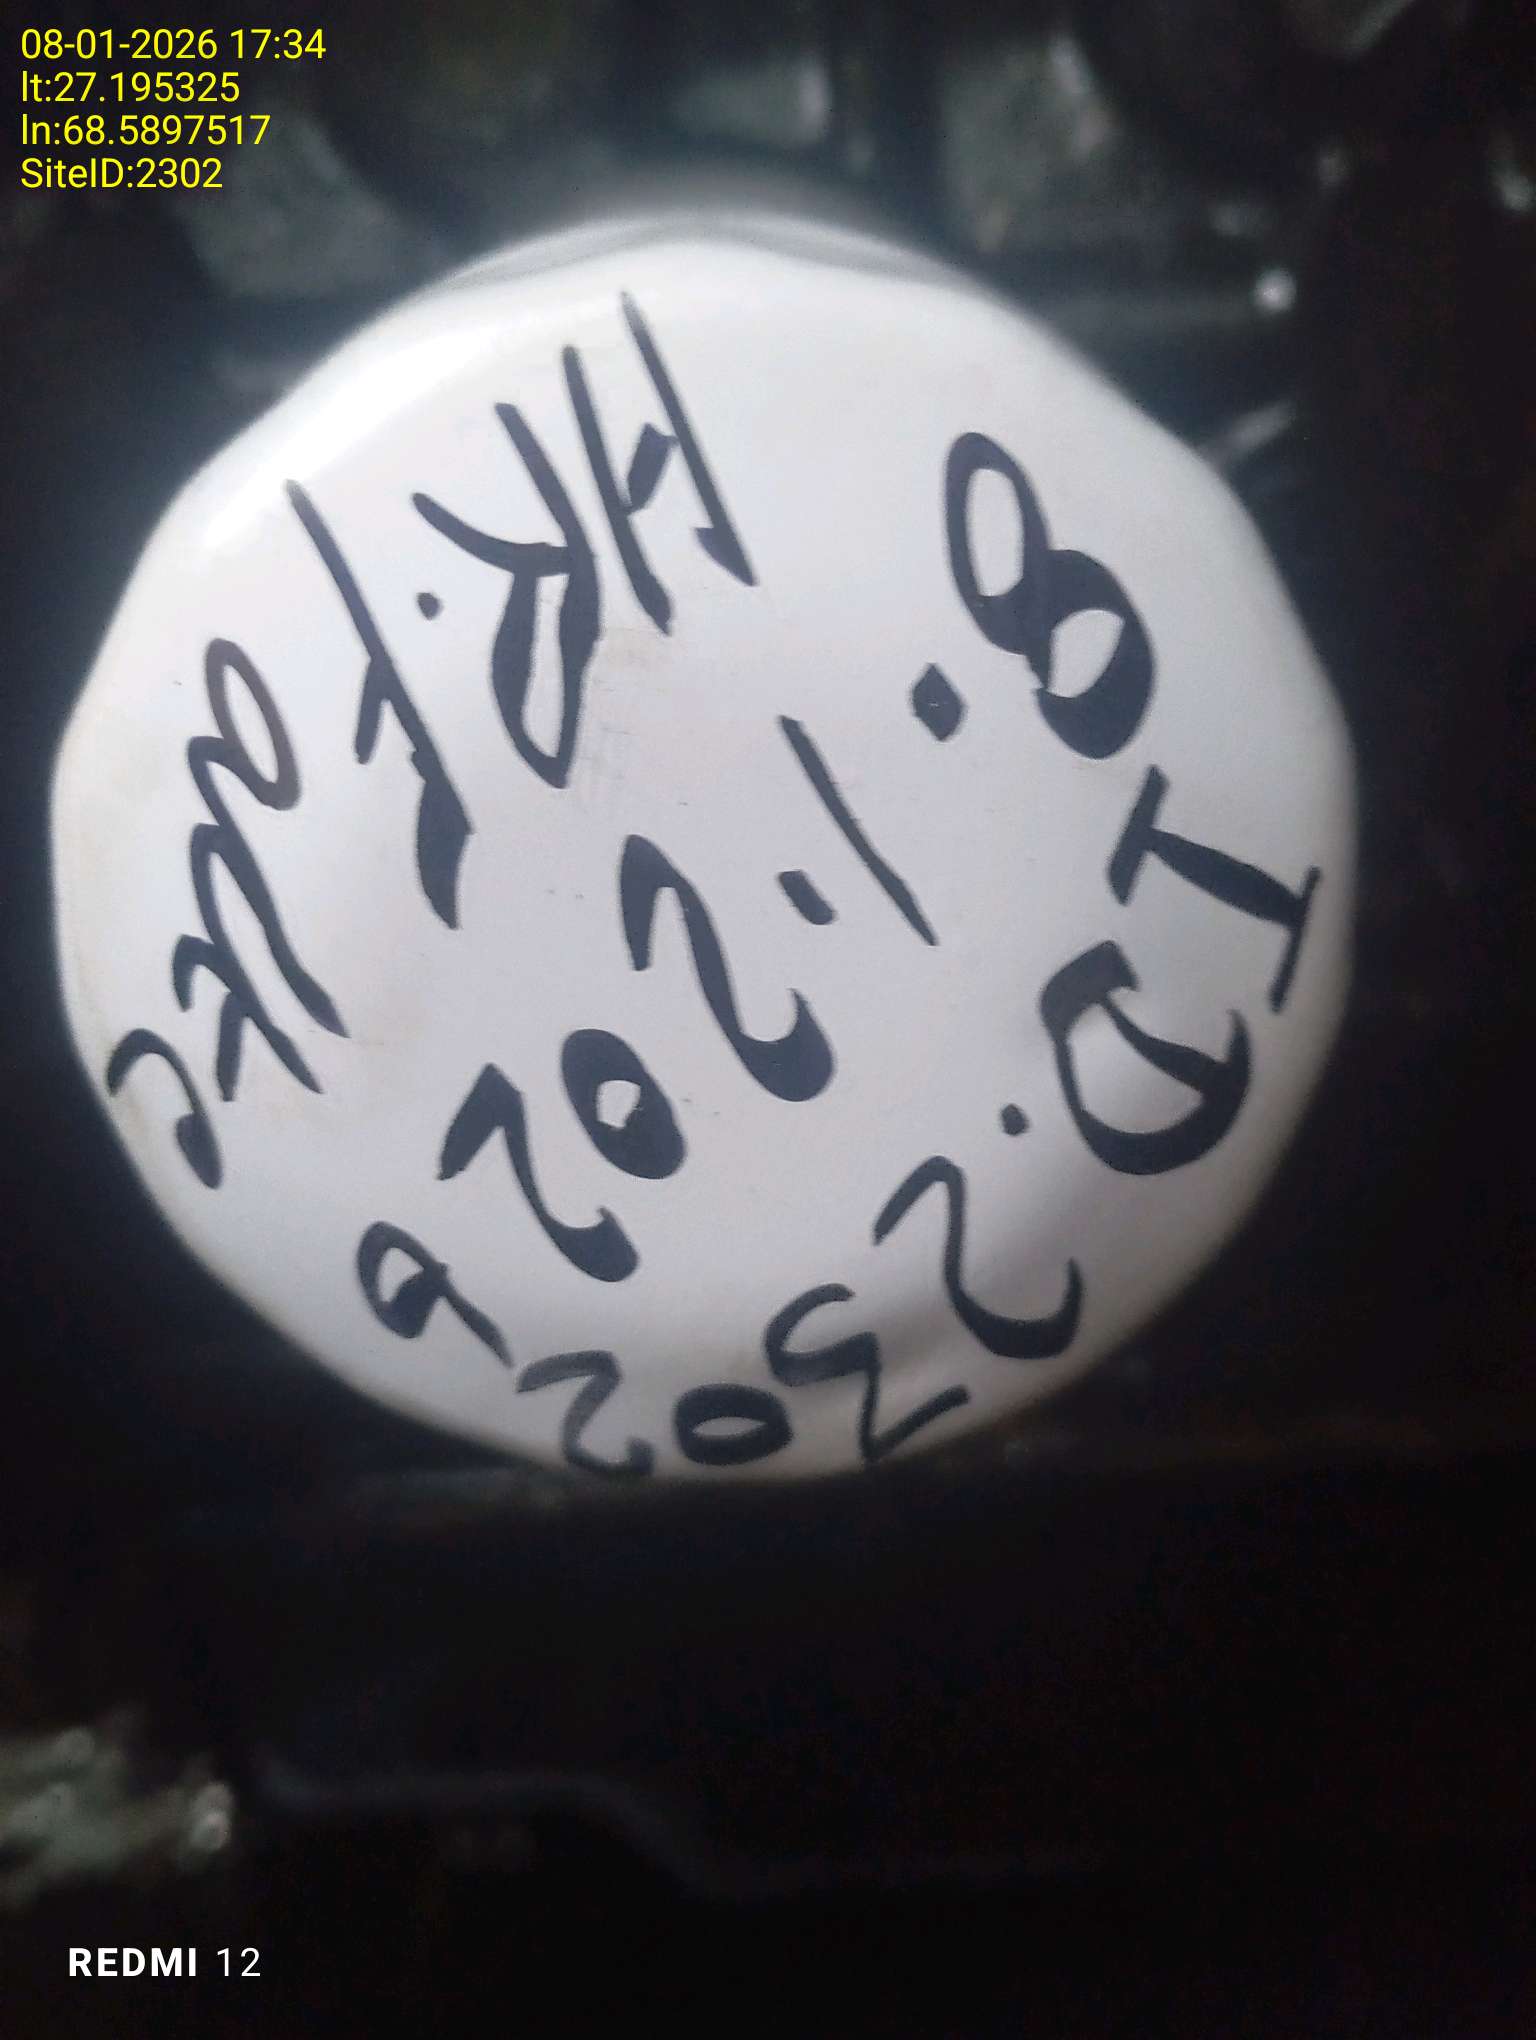 08-01-2026 17:34
lt:27.195325
ln:68.5897517
SiteID:2302
ID.2302
8.1.2026
HR.
REDMI 12